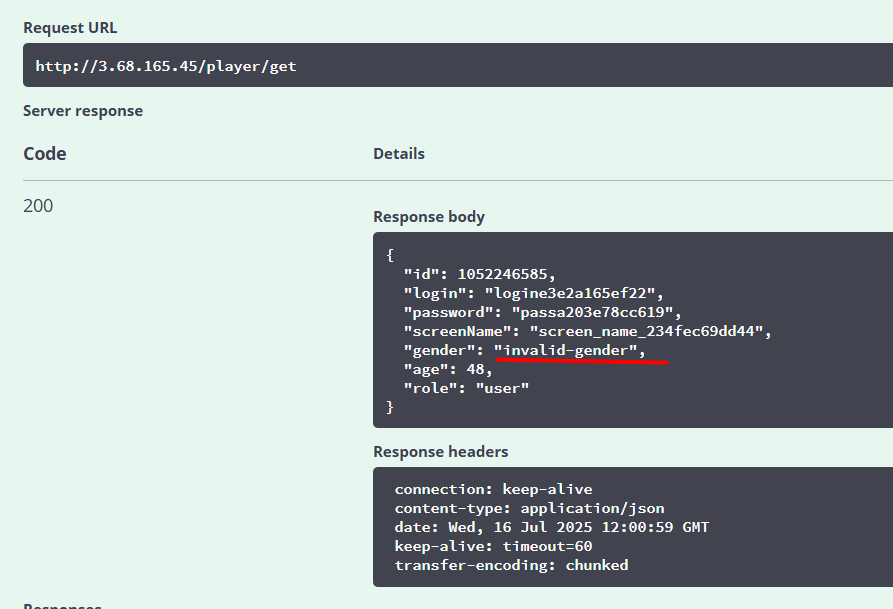 Request URL
http://3.68.165.45/player/get
Server response
Code Details
200
Response body
{
"id": 1052246585,
"login": "logine3e2a165ef22",
"password": "passa203e78cc619",
"screenName": "screen_name_234fec69dd44",
"gender": "invalid-gender",
"age": 48,
"role": "user"
}
Response headers
connection: keep-alive
content-type: application/json
date: Wed, 16 Jul 2025 12:00:59 GMT
keep-alive: timeout=60
transfer-encoding: chunked
Responses